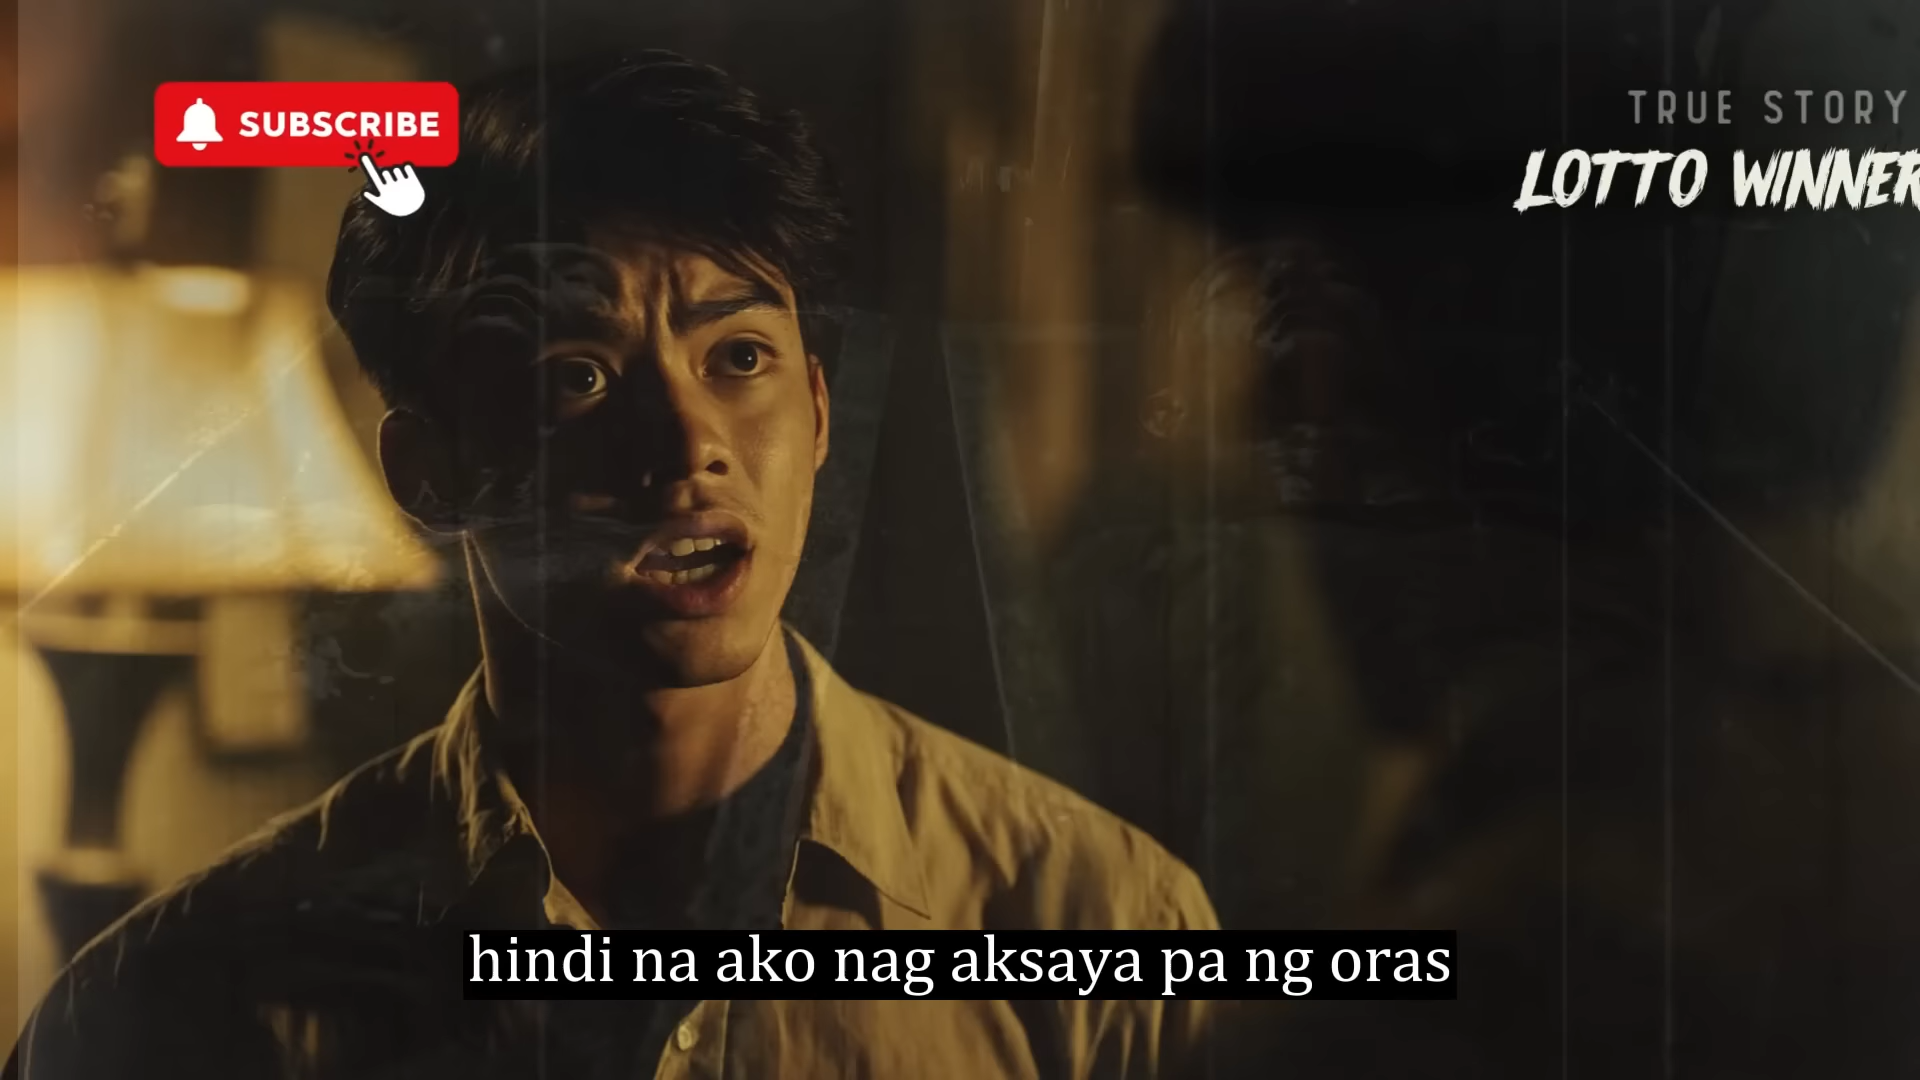 SUBSCRIBE
TRUE STORY
LOTTO WINNER
hindi na ako nag aksaya pa ng oras